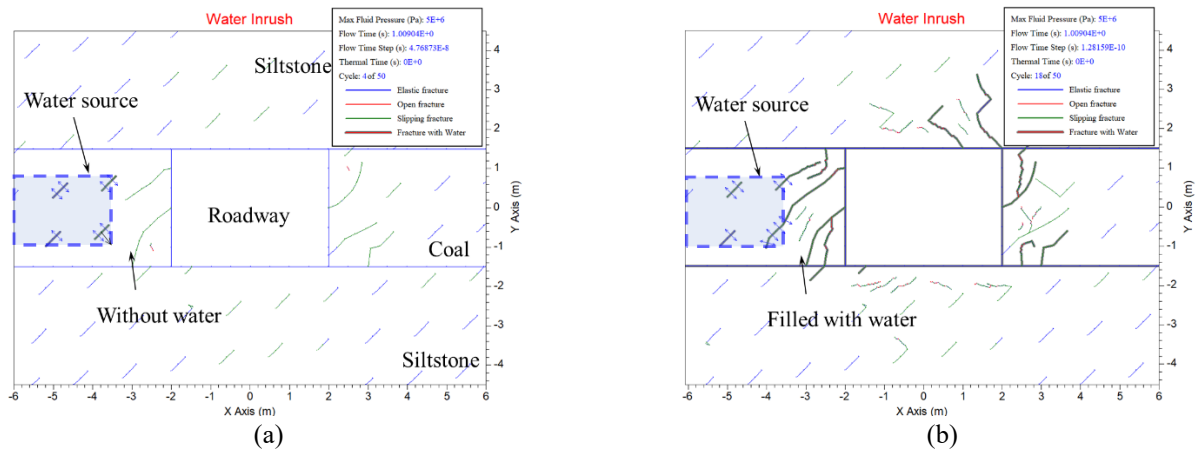 Water Inrush
Max Fluid Pressure (Pa): 5E+6
Flow Time (s): 1.00904E+0
Flow Time Step (s): 4.76873E-8
Thermal Time (s): 0E+0
Cycle: 4of 50
Elastic fracture
Open fracture
Slipping fracture
Fracture with Water
Siltstone
Water source
Roadway
Coal
Without water
Siltstone
4
3
2
1
0
-1
-2
-3
-4
Y Axis (m)
-6 -5 -4 -3 -2 -1 0 1 2 3 4 5 6
X Axis (m)
(a)
Water Inrush
Max Fluid Pressure (Pa): 5E+6
Flow Time (s): 1.00904E+0
Flow Time Step (s): 1.28159E-10
Thermal Time (s): 0E+0
Cycle: 18of 50
Elastic fracture
Open fracture
Slipping fracture
Fracture with Water
Water source
Filled with water
4
3
2
1
0
-1
-2
-3
-4
Y Axis (m)
-6 -5 -4 -3 -2 -1 0 1 2 3 4 5 6
X Axis (m)
(b)